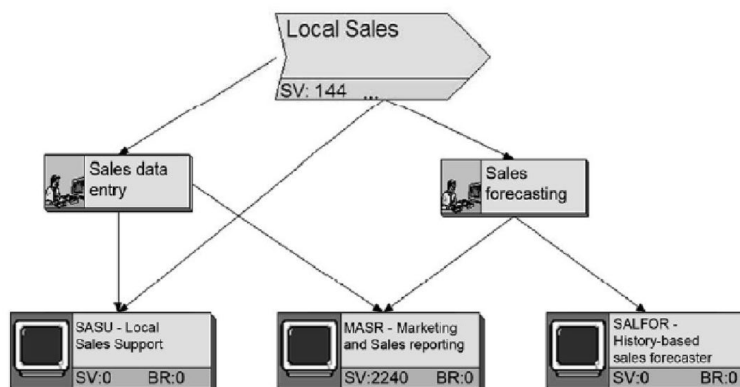 Local Sales
SV: 144 ...
Sales data
entry
Sales
forecasting
SASU - Local
Sales Support
SV:0 BR:0
MASR - Marketing
and Sales reporting
SV:2240 BR:0
SALFOR -
History-based
sales forecaster
SV:0 BR:0